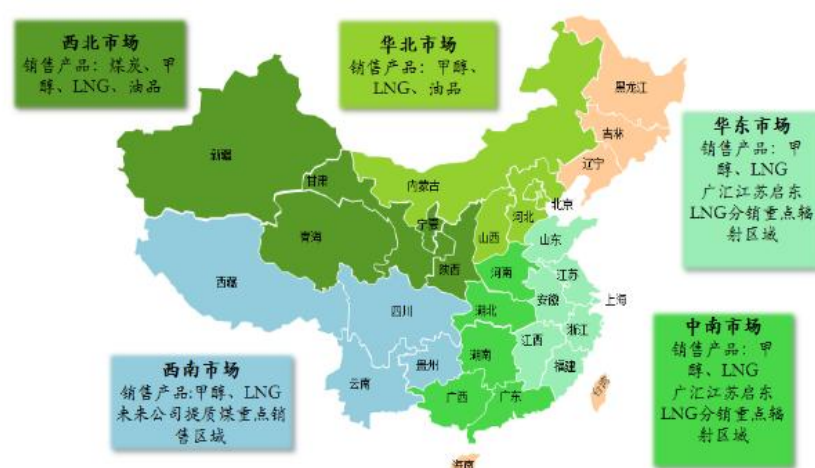 西北市场
销售产品：煤炭、甲
醇、LNG、油品
华北市场
销售产品：甲醇、
LNG、油品
华东市场
销售产品：甲
醇、LNG
广汇江苏启东
LNG分销重点辐
射区域
中南市场
销售产品：甲
醇、LNG
广汇江苏启东
LNG分销重点辐
射区域
西南市场
销售产品:甲醇、LNG
未来公司提质煤重点销
售区域
黑龙江
吉林
辽宁
新疆
甘肃
内蒙古
北京
河北
宁夏
山西
山东
青海
陕西
河南
江苏
西藏
四川
湖北
安徽
上海
浙江
江西
湖南
贵州
福建
云南
广西
广东
台湾
海南